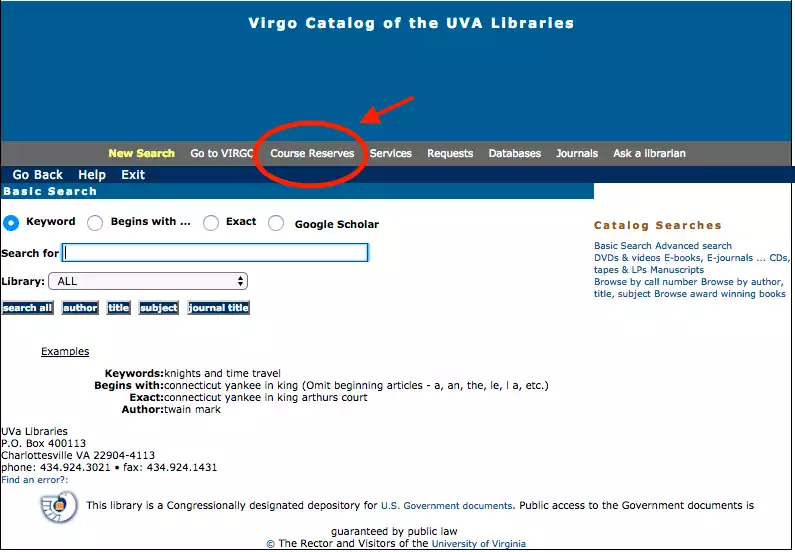 Virgo Catalog of the UVA Libraries
New Search Go to VIRGO Course Reserves Services Requests Databases Journals Ask a librarian
Go Back Help Exit
Basic Search
Keyword Begins with ... Exact Google Scholar
Search for
Library: ALL
search all author title subject journal title
Catalog Searches
Basic Search Advanced search
DVDs & videos E-books, E-journals ... CDs,
tapes & LPs Manuscripts
Browse by call number Browse by author,
title, subject Browse award winning books
Examples
Keywords:knights and time travel
Begins with:connecticut yankee in king (Omit beginning articles - a, an, the, le, l a, etc.)
Exact:connecticut yankee in king arthurs court
Author:twain mark
UVa Libraries
P.O. Box 400113
Charlottesville VA 22904-4113
phone: 434.924.3021 • fax: 434.924.1431
Find an error?:
This library is a Congressionally designated depository for U.S. Government documents. Public access to the Government documents is
guaranteed by public law
© The Rector and Visitors of the University of Virginia